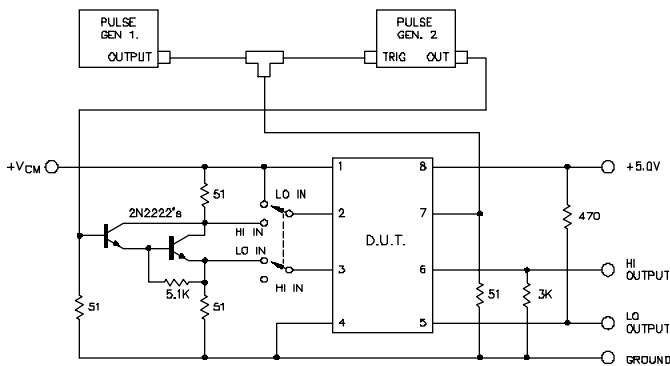 PULSE
GEN 1.
OUTPUT
PULSE
GEN. 2
TRIG OUT
+VCM
1
8
+5.0V
51
LO IN
2N2222's
2
7
470
HI IN
D.U.T.
LO IN
3
6
HI
OUTPUT
5.1K
HI IN
51
51
51
3K
4
5
LO
OUTPUT
GROUND